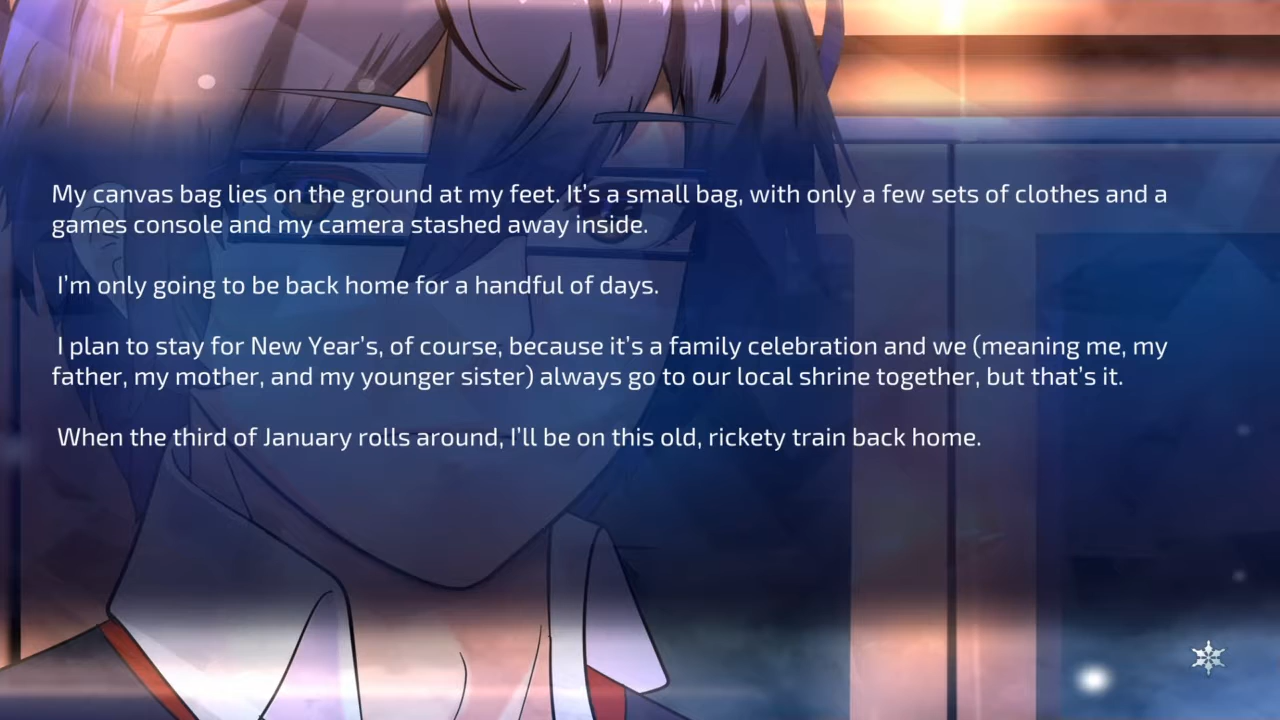 My canvas bag lies on the ground at my feet. It's a small bag, with only a few sets of clothes and a
games console and my camera stashed away inside.
I'm only going to be back home for a handful of days.
I plan to stay for New Year's, of course, because it's a family celebration and we (meaning me, my
father, my mother, and my younger sister) always go to our local shrine together, but that's it.
When the third of January rolls around, I'll be on this old, rickety train back home.